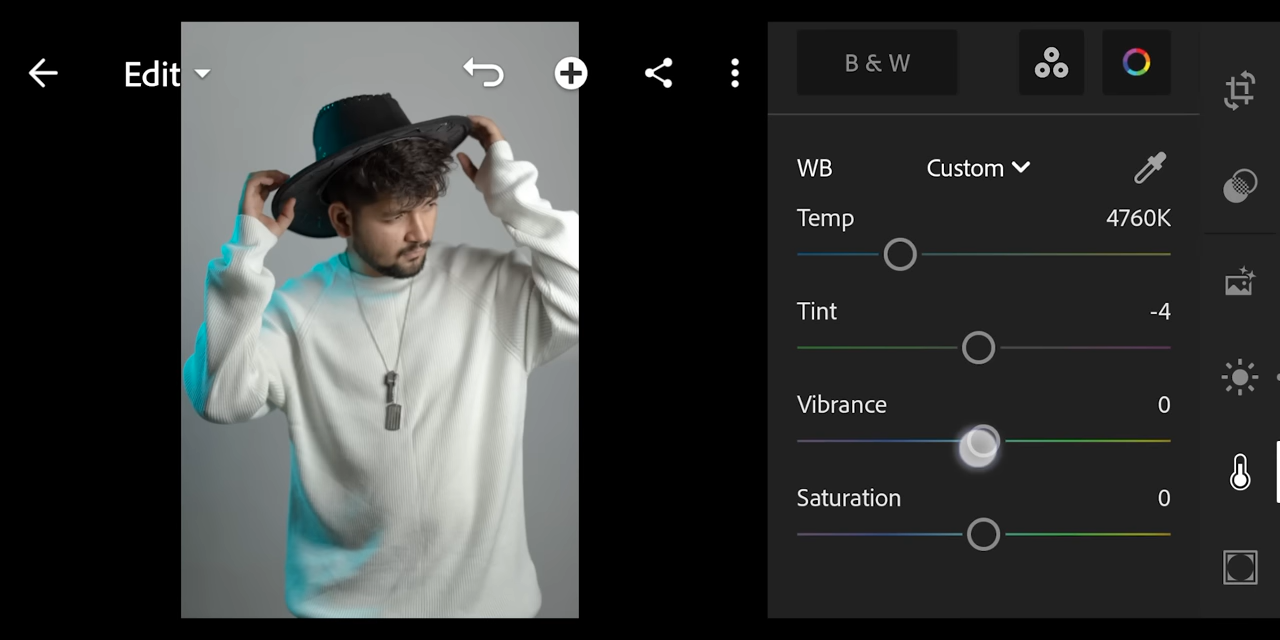 Edit
B & W
WB
Custom
Temp
4760K
Tint
-4
Vibrance
0
Saturation
0